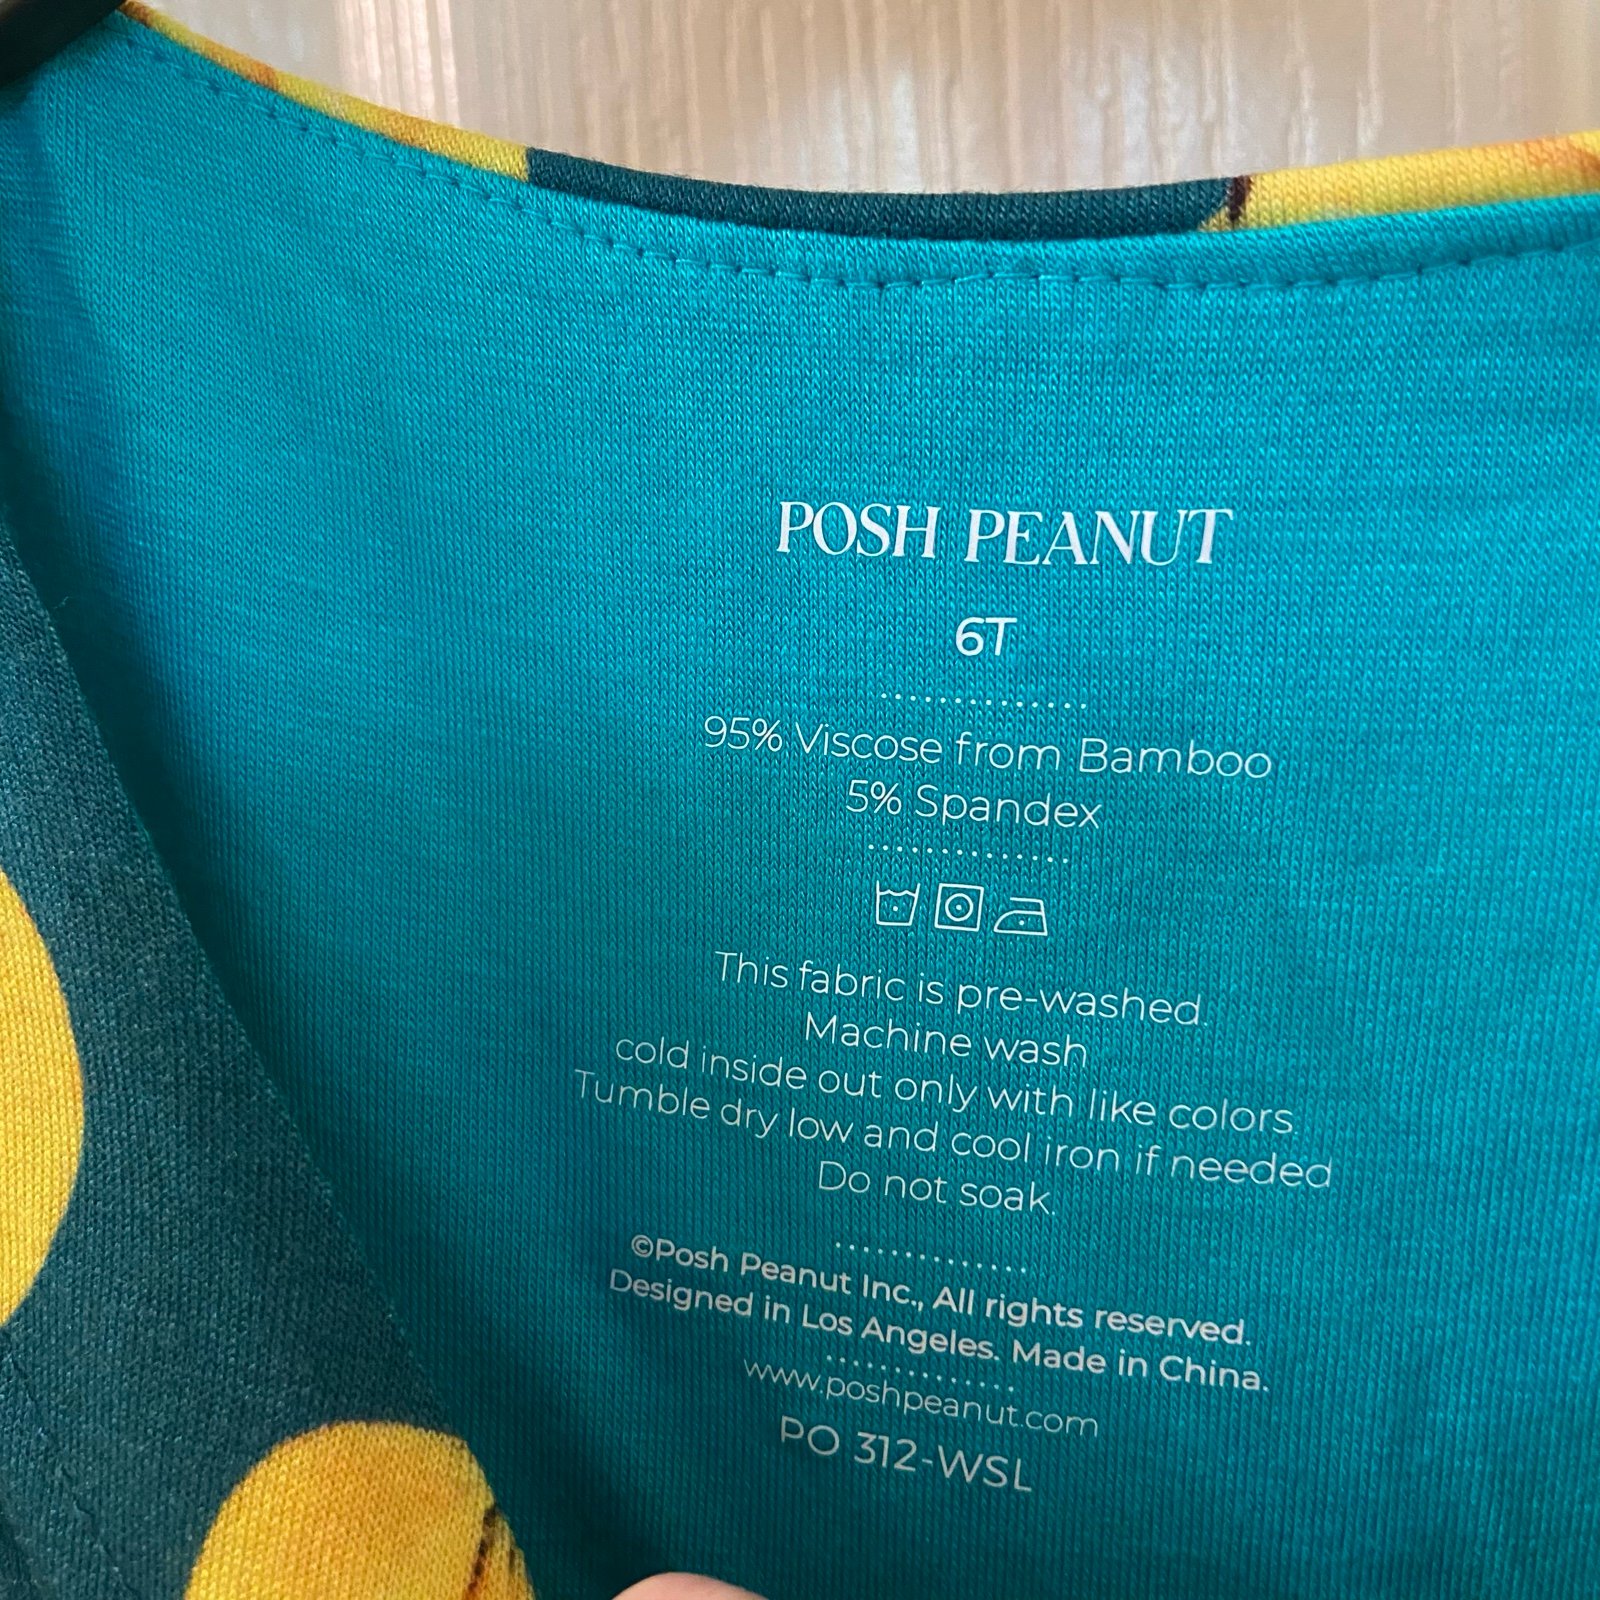 POSH PEANUT
6T
95% Viscose from Bamboo
5% Spandex
This fabric is pre-washed.
Machine wash
cold inside out only with like colors.
Tumble dry low and cool iron if needed
Do not soak.
©Posh Peanut Inc., All rights reserved.
Designed in Los Angeles. Made in China.
www.poshpeanut.com
PO 312-WSL